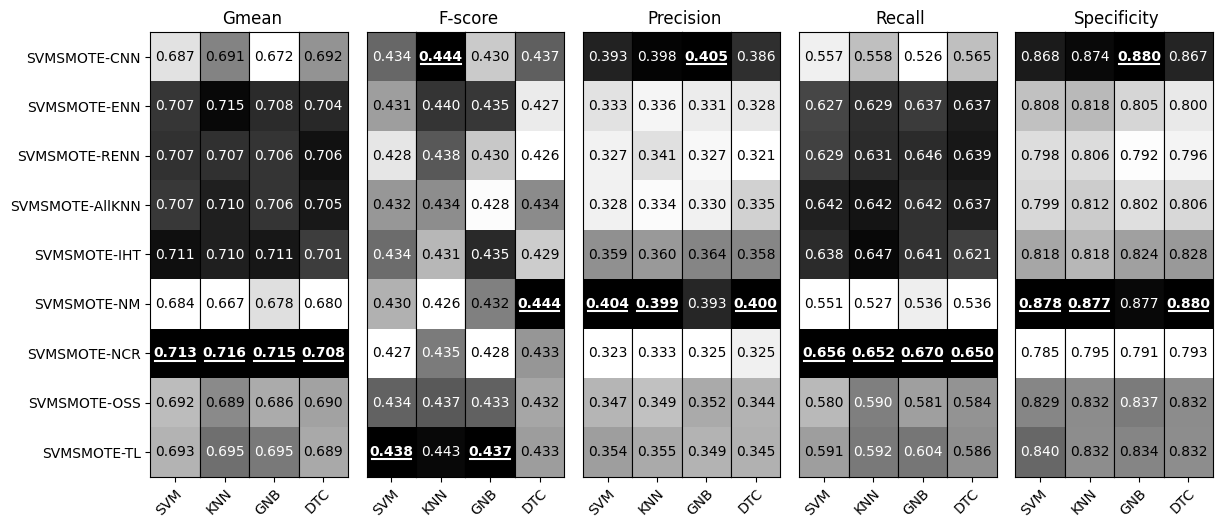 Gmean F-score Precision Recall Specificity
SVMSMOTE-CNN 0.687 0.691 0.672 0.692 0.434 0.444 0.430 0.437 0.393 0.398 0.405 0.386 0.557 0.558 0.526 0.565 0.868 0.874 0.880 0.867
SVMSMOTE-ENN 0.707 0.715 0.708 0.704 0.431 0.440 0.435 0.427 0.333 0.336 0.331 0.328 0.627 0.629 0.637 0.637 0.808 0.818 0.805 0.800
SVMSMOTE-RENN 0.707 0.707 0.706 0.706 0.428 0.438 0.430 0.426 0.327 0.341 0.327 0.321 0.629 0.631 0.646 0.639 0.798 0.806 0.792 0.796
SVMSMOTE-AllKNN 0.707 0.710 0.706 0.705 0.432 0.434 0.428 0.434 0.328 0.334 0.330 0.335 0.642 0.642 0.642 0.637 0.799 0.812 0.802 0.806
SVMSMOTE-IHT 0.711 0.710 0.711 0.701 0.434 0.431 0.435 0.429 0.359 0.360 0.364 0.358 0.638 0.647 0.641 0.621 0.818 0.818 0.824 0.828
SVMSMOTE-NM 0.684 0.667 0.678 0.680 0.430 0.426 0.432 0.444 0.404 0.399 0.393 0.400 0.551 0.527 0.536 0.536 0.878 0.877 0.877 0.880
SVMSMOTE-NCR 0.713 0.716 0.715 0.708 0.427 0.435 0.428 0.433 0.323 0.333 0.325 0.325 0.656 0.652 0.670 0.650 0.785 0.795 0.791 0.793
SVMSMOTE-OSS 0.692 0.689 0.686 0.690 0.434 0.437 0.433 0.432 0.347 0.349 0.352 0.344 0.580 0.590 0.581 0.584 0.829 0.832 0.837 0.832
SVMSMOTE-TL 0.693 0.695 0.695 0.689 0.438 0.443 0.437 0.433 0.354 0.355 0.349 0.345 0.591 0.592 0.604 0.586 0.840 0.832 0.834 0.832
SVM KNN GNB DTC SVM KNN GNB DTC SVM KNN GNB DTC SVM KNN GNB DTC SVM KNN GNB DTC